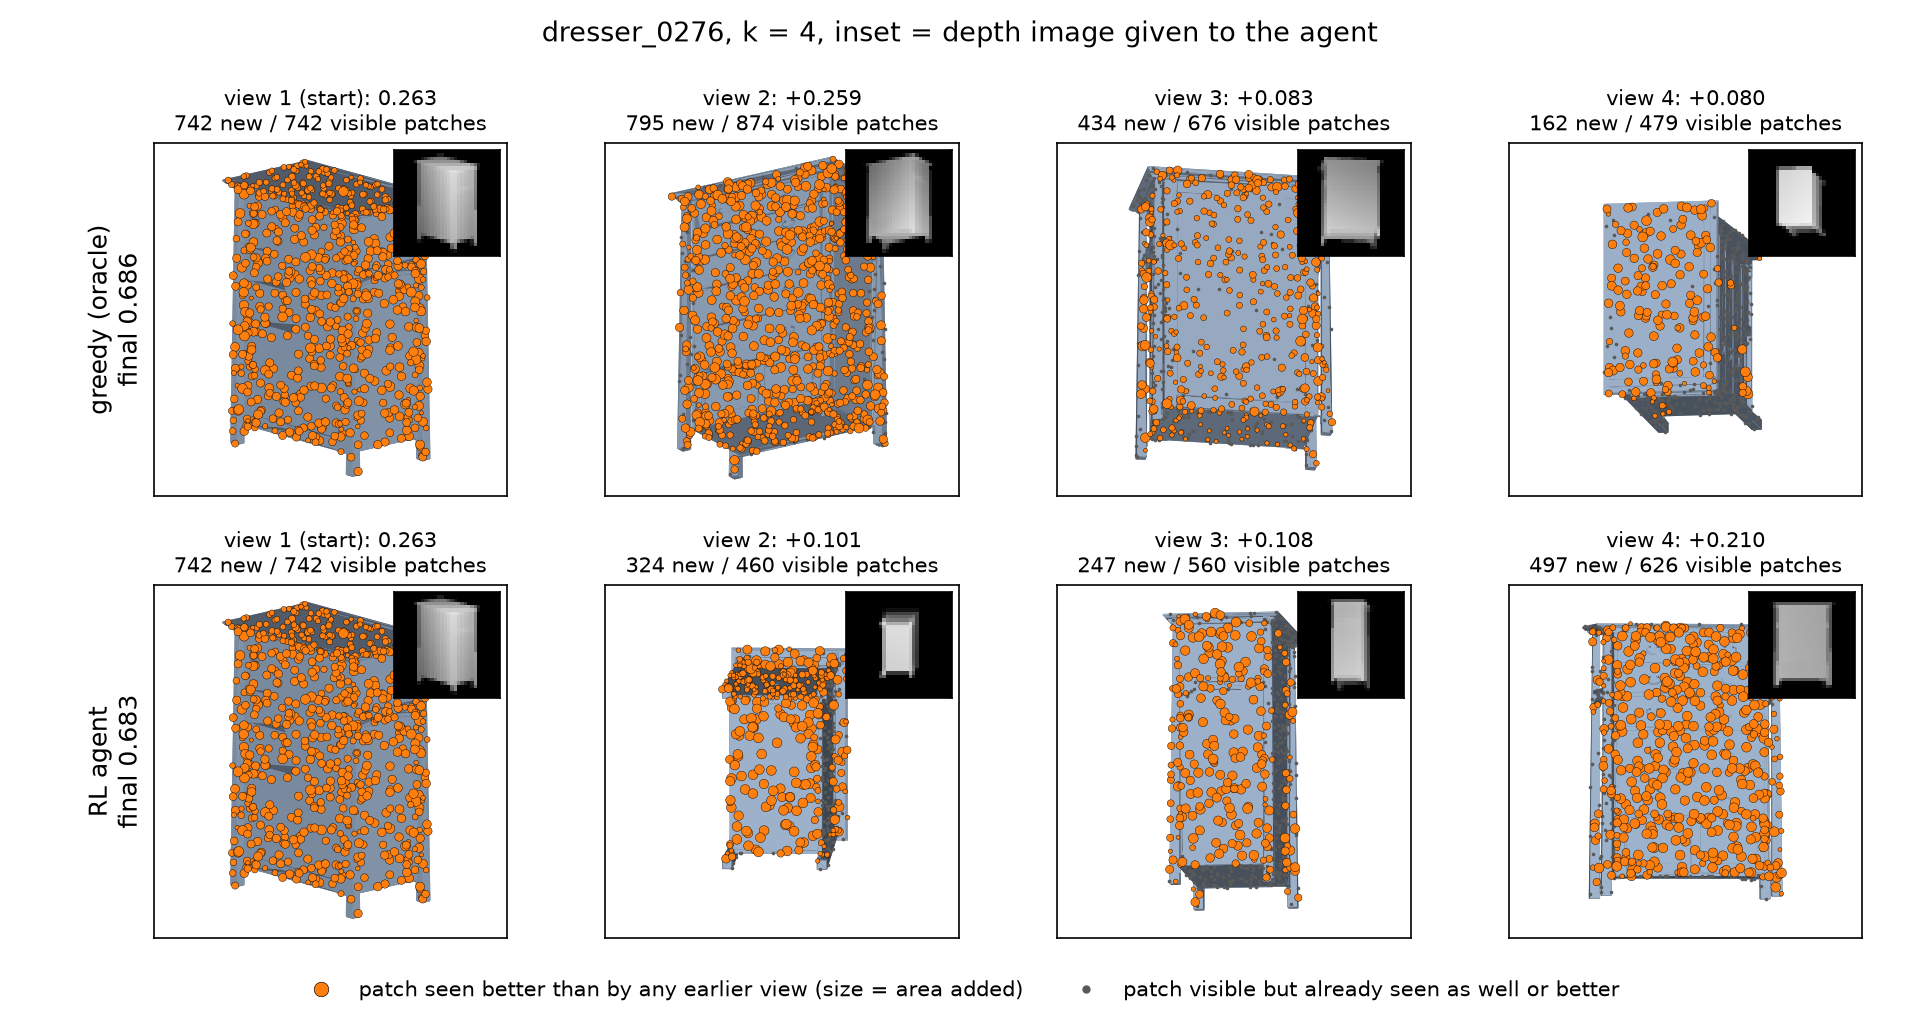 dresser_0276, k = 4, inset = depth image given to the agent
greedy (oracle)
final 0.686
view 1 (start): 0.263
742 new / 742 visible patches
view 2: +0.259
795 new / 874 visible patches
view 3: +0.083
434 new / 676 visible patches
view 4: +0.080
162 new / 479 visible patches
RL agent
final 0.683
view 1 (start): 0.263
742 new / 742 visible patches
view 2: +0.101
324 new / 460 visible patches
view 3: +0.108
247 new / 560 visible patches
view 4: +0.210
497 new / 626 visible patches
patch seen better than by any earlier view (size = area added)
patch visible but already seen as well or better